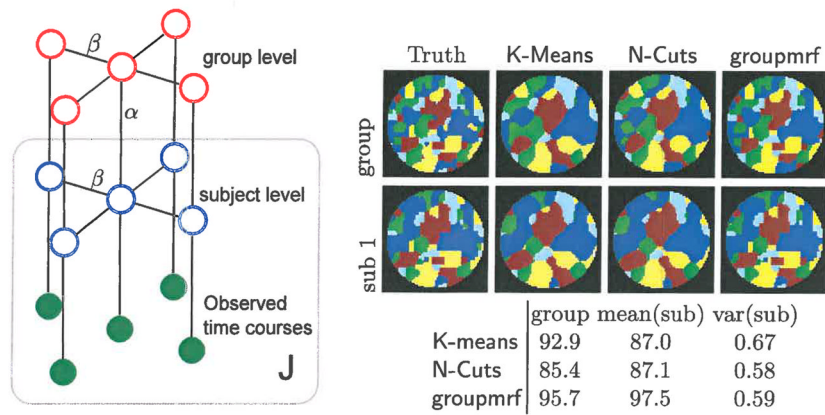 β
group level
α
β
subject level
Observed
time courses
J
Truth K-Means N-Cuts groupmrf
group
sub 1
group mean(sub) var(sub)
K-means 92.9 87.0 0.67
N-Cuts 85.4 87.1 0.58
groupmrf 95.7 97.5 0.59